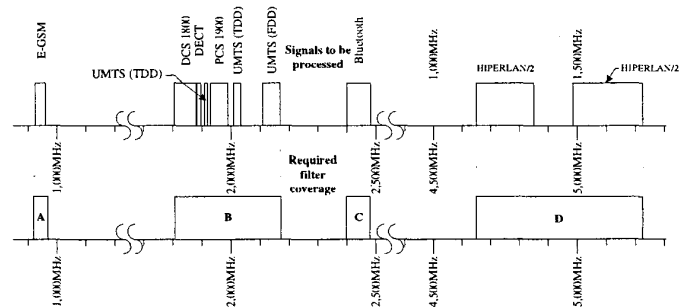 E-GSM
DCS 1800
DECT
PCS 1900
UMTS (TDD)
UMTS (FDD)
Signals to be
processed
Bluetooth
1,000MHz
1,500MHz
UMTS (TDD)
HIPERLAN/2
HIPERLAN/2
1,000MHz
2,000MHz
2,500MHz
4,500MHz
5,000MHz
Required
filter
coverage
A
B
C
D
1,000MHz
2,000MHz
2,500MHz
4,500MHz
5,000MHz